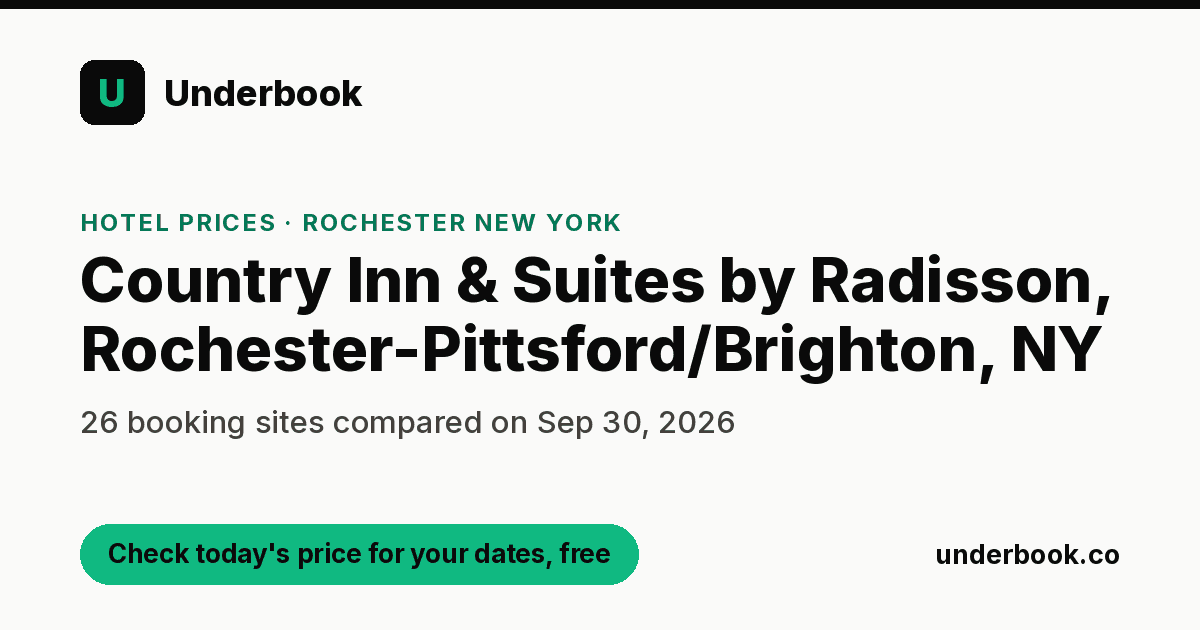 U
Underbook
HOTEL PRICES · ROCHESTER NEW YORK
Country Inn & Suites by Radisson,
Rochester-Pittsford/Brighton, NY
26 booking sites compared on Sep 30, 2026
Check today's price for your dates, free
underbook.co